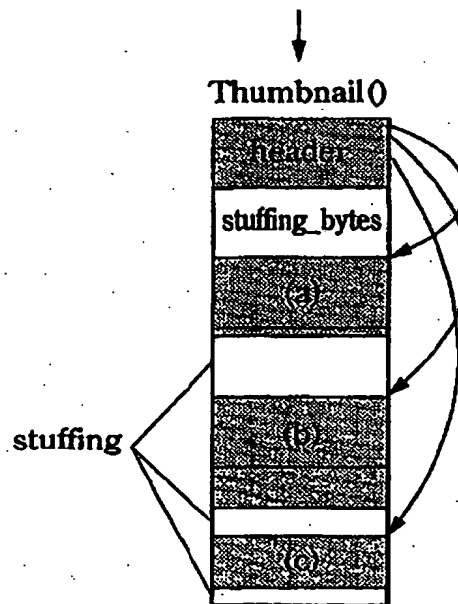 Thumbnail()
header
stuffing_bytes
(a)
(b)
stuffing
(c)